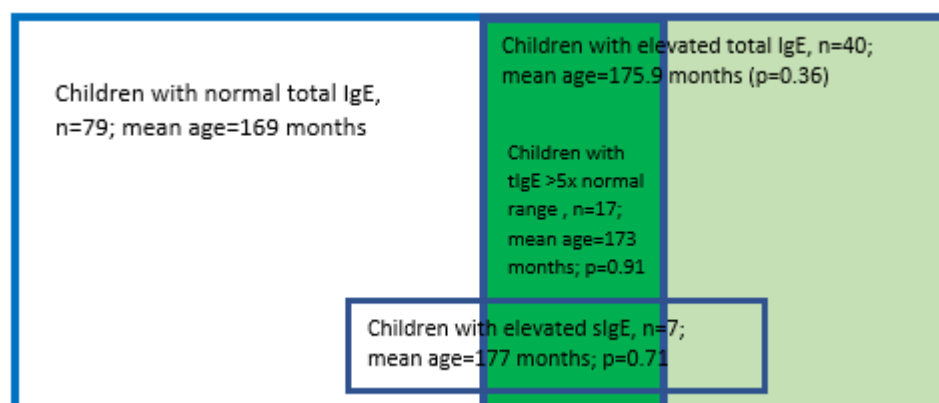 Children with normal total IgE,
n=79; mean age=169 months
Children with elevated total IgE, n=40;
mean age=175.9 months (p=0.36)
Children with
tIgE >5x normal
range , n=17;
mean age=173
months; p=0.91
Children with elevated sIgE, n=7;
mean age=177 months; p=0.71